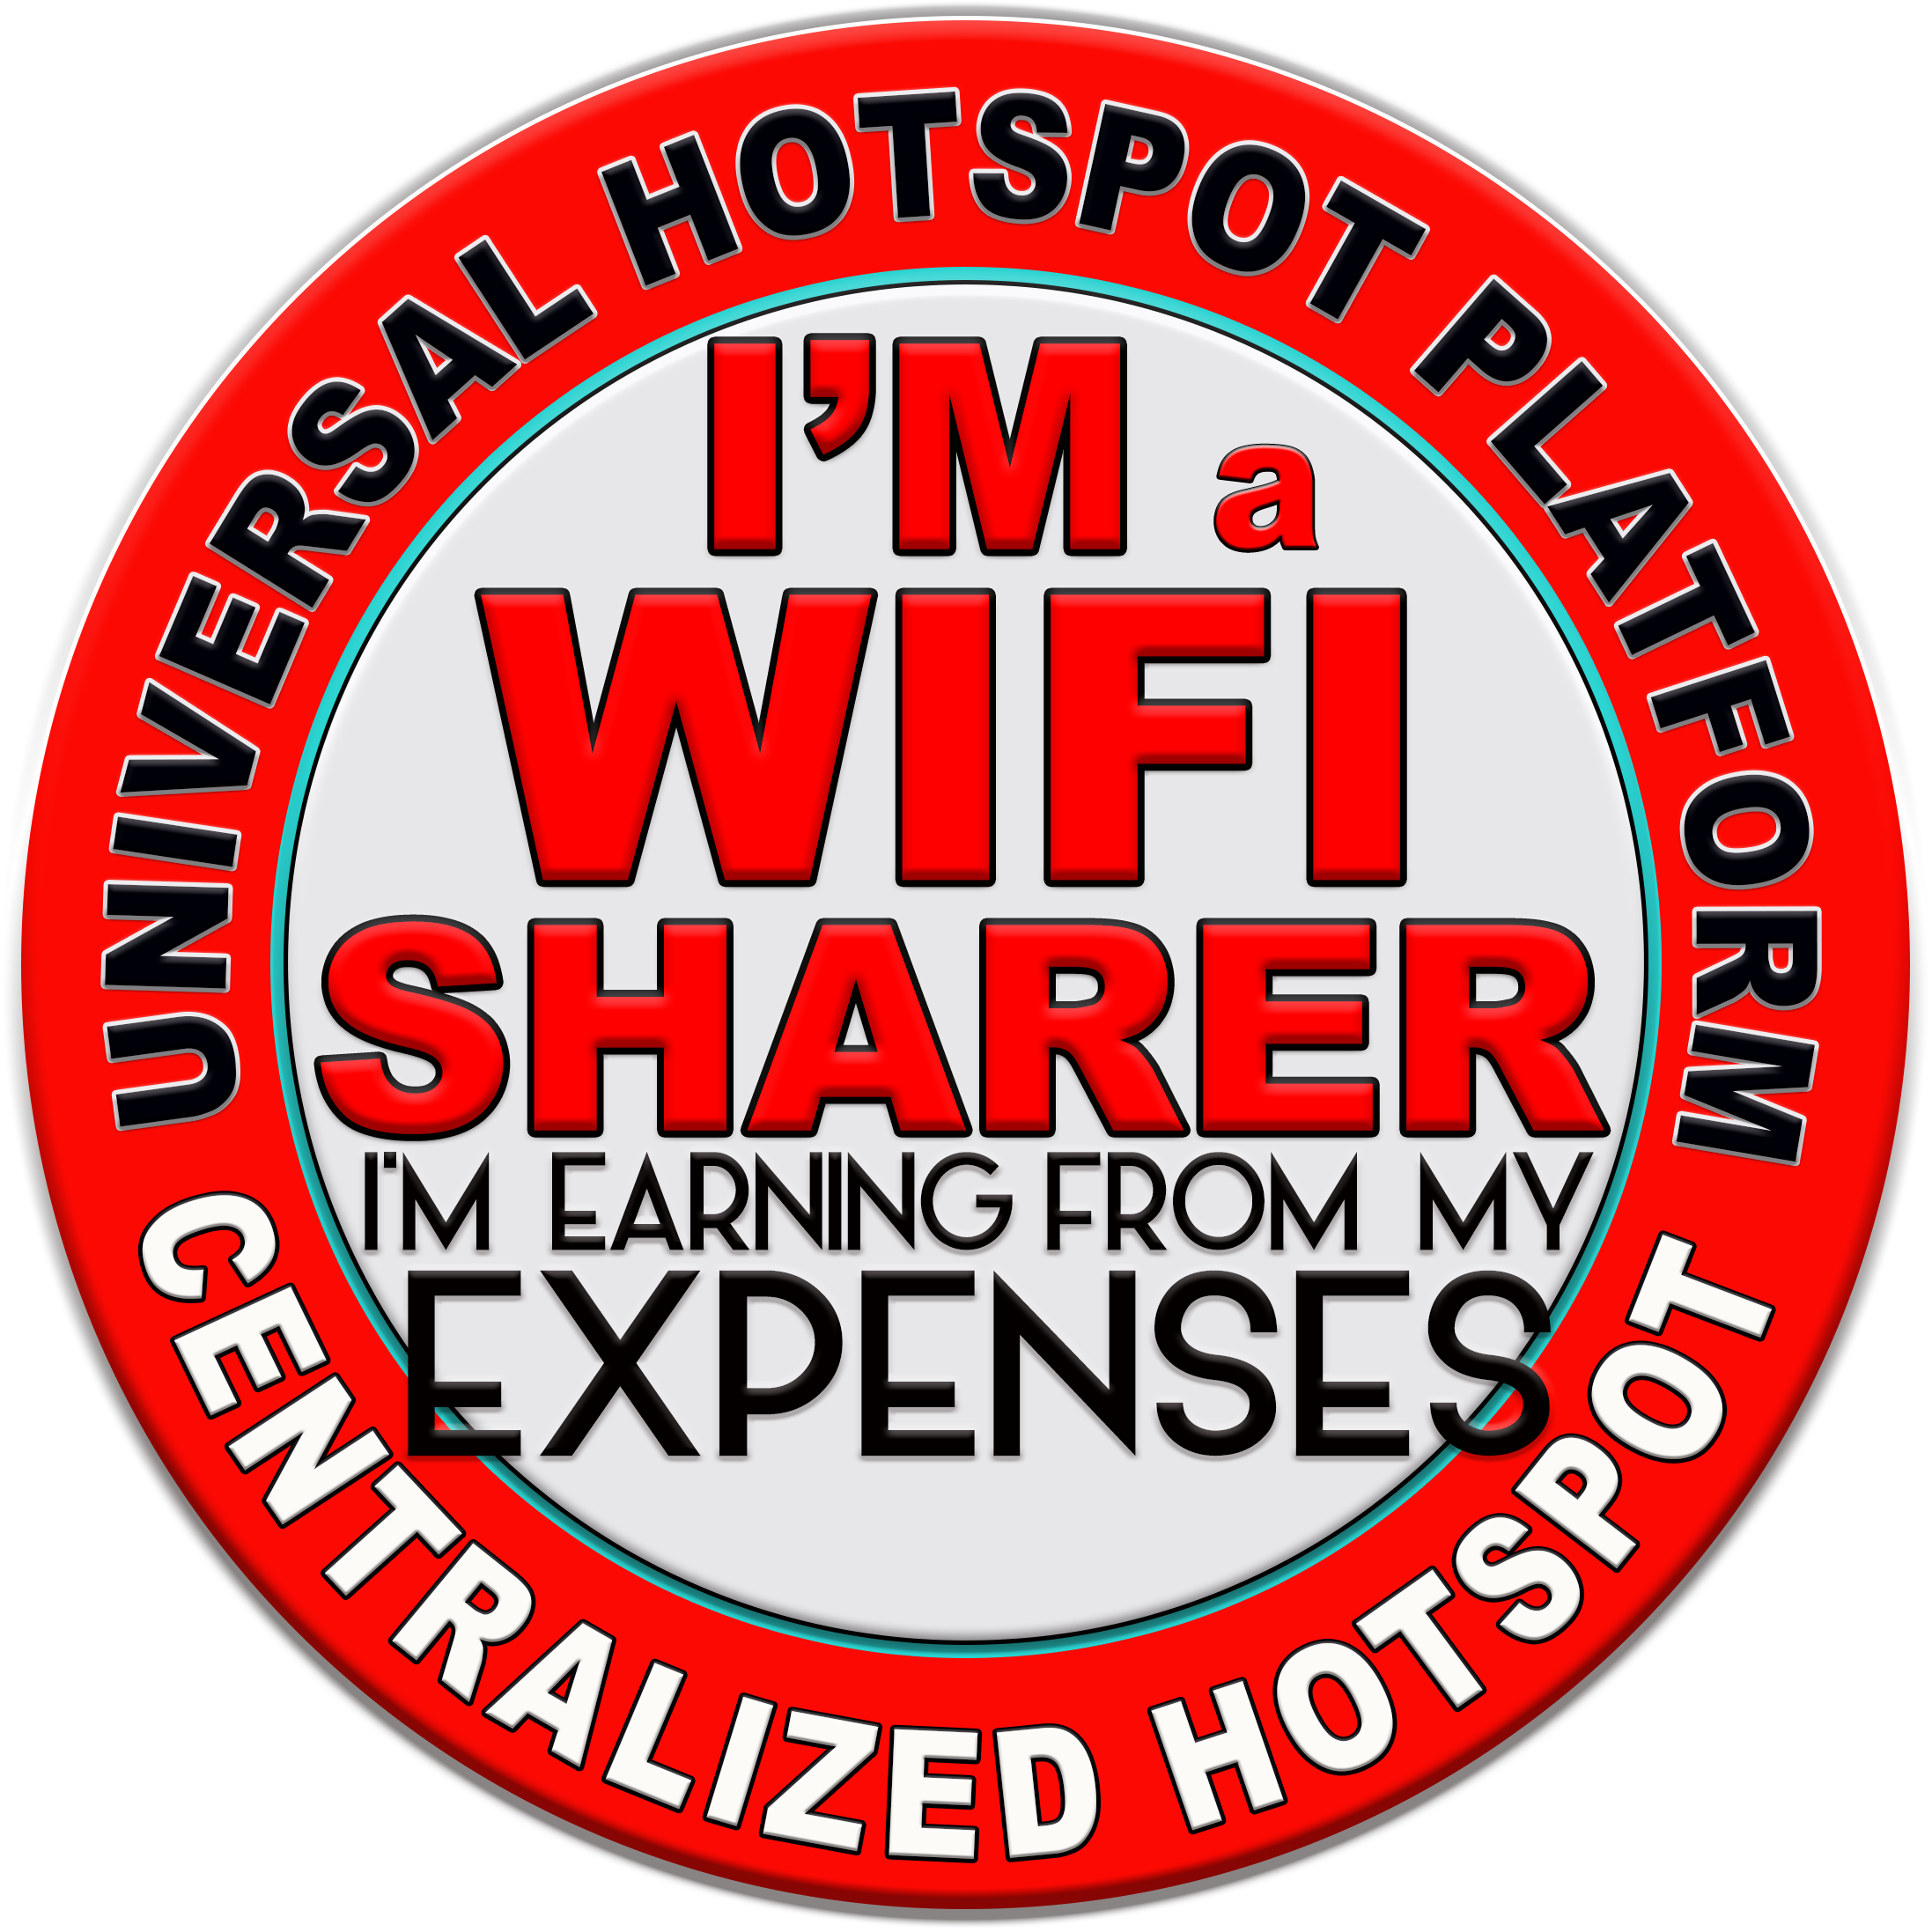 UNIVERSAL HOTSPOT PLATFORM
I'M a
WIFI
SHARER
I'M EARNING FROM MY
EXPENSES
CENTRALIZED HOTSPOT